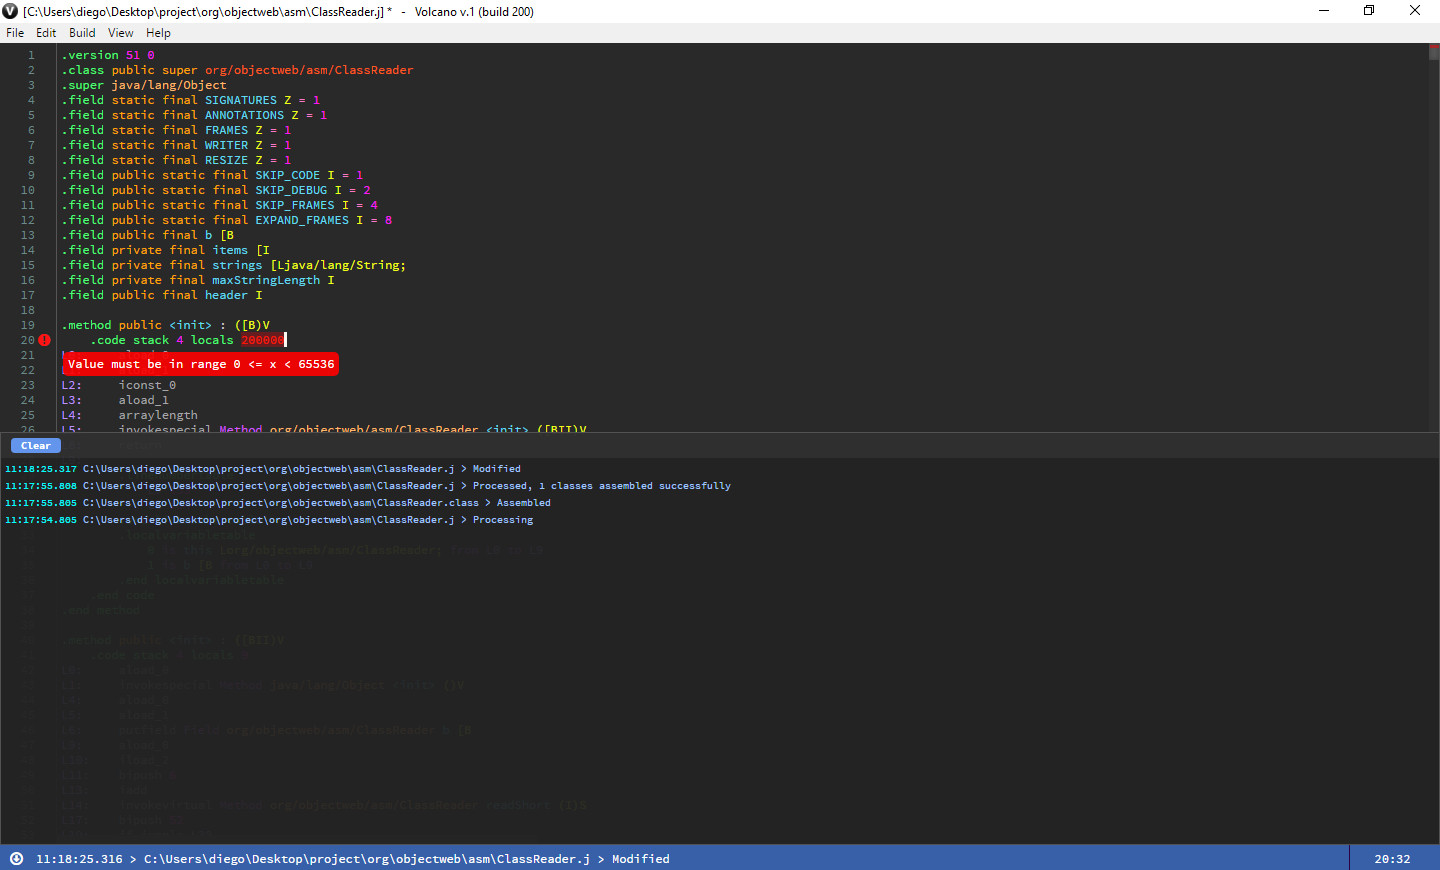 [C:\Users\diego\Desktop\project\org\objectweb\asm\ClassReader.j] * - Volcano v.1 (build 200)
File Edit Build View Help
1 .version 51 0
2 .class public super org/objectweb/asm/ClassReader
3 .super java/lang/Object
4 .field static final SIGNATURES Z = 1
5 .field static final ANNOTATIONS Z = 1
6 .field static final FRAMES Z = 1
7 .field static final WRITER Z = 1
8 .field static final RESIZE Z = 1
9 .field public static final SKIP_CODE I = 1
10 .field public static final SKIP_DEBUG I = 2
11 .field public static final SKIP_FRAMES I = 4
12 .field public static final EXPAND_FRAMES I = 8
13 .field public final b [B
14 .field private final items [I
15 .field private final strings [Ljava/lang/String;
16 .field private final maxStringLength I
17 .field public final header I
18
19 .method public <init> : ([B)V
20 .code stack 4 locals 200000
21
Value must be in range 0 <= x < 65536
22
23 L2: iconst_0
24 L3: aload_1
25 L4: arraylength
26 L5: invokespecial Method org/objectweb/asm/ClassReader <init> ([BII)V
Clear
11:18:25.317 C:\Users\diego\Desktop\project\org\objectweb\asm\ClassReader.j > Modified
11:17:55.808 C:\Users\diego\Desktop\project\org\objectweb\asm\ClassReader.j > Processed, 1 classes assembled successfully
11:17:55.805 C:\Users\diego\Desktop\project\org\objectweb\asm\ClassReader.class > Assembled
11:17:54.805 C:\Users\diego\Desktop\project\org\objectweb\asm\ClassReader.j > Processing
.end localvariabletable
.end code
.end method
.method public <init> : ([BII)V
11:18:25.316 > C:\Users\diego\Desktop\project\org\objectweb\asm\ClassReader.j > Modified
20:32